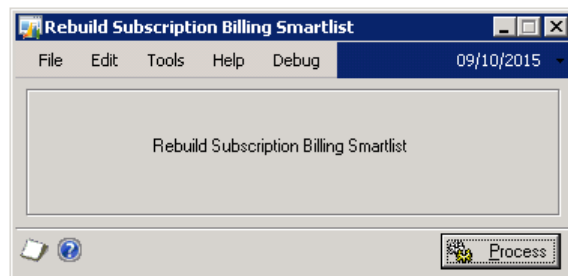 Rebuild Subscription Billing Smartlist
File Edit Tools Help Debug 09/10/2015
Rebuild Subscription Billing Smartlist
Process